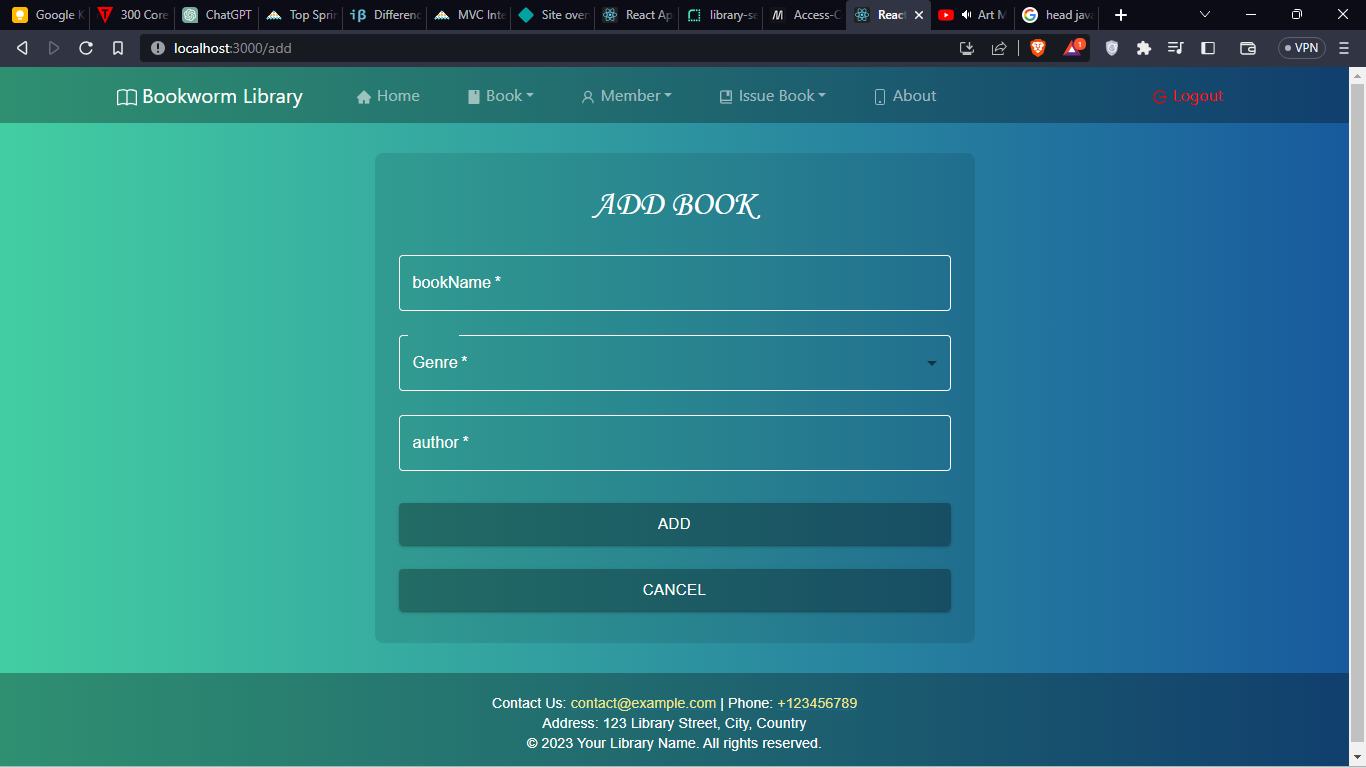 Google K 300 Core ChatGPT Top Sprin Differenc MVC Inte Site over React Ap library-se Access-C React Art M head java
localhost:3000/add VPN
Bookworm Library Home Book Member Issue Book About Logout
ADD BOOK
bookName *
Genre *
author *
ADD
CANCEL
Contact Us: contact@example.com | Phone: +123456789
Address: 123 Library Street, City, Country
© 2023 Your Library Name. All rights reserved.